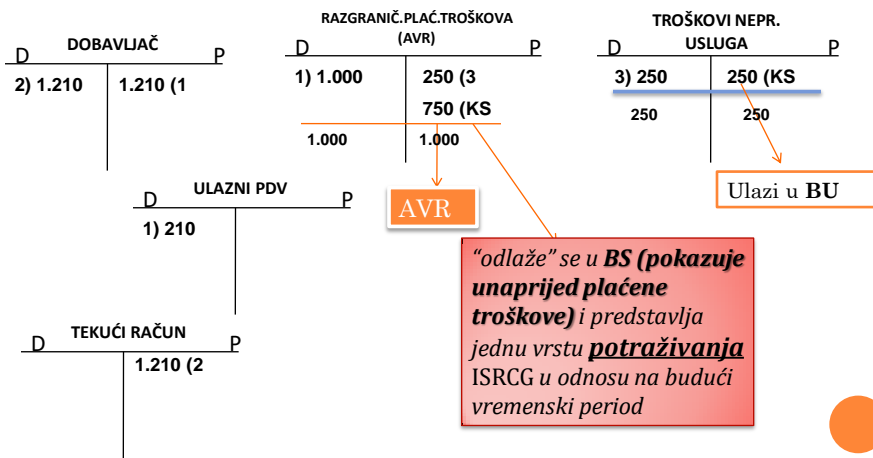 DOBAVLJAČ
D P
2) 1.210 1.210 (1
RAZGRANIČ.PLAĆ.TROŠKOVA
(AVR)
D P
1) 1.000 250 (3
750 (KS
1.000 1.000
TROŠKOVI NEPR.
USLUGA
D P
3) 250 250 (KS
250 250
AVR
Ulazi u BU
ULAZNI PDV
D P
1) 210
"odlaže" se u BS (pokazuje
unaprijed plaćene
troškove) i predstavlja
jednu vrstu potraživanja
ISRCG u odnosu na budući
vremenski period
TEKUĆI RAČUN
D P
1.210 (2